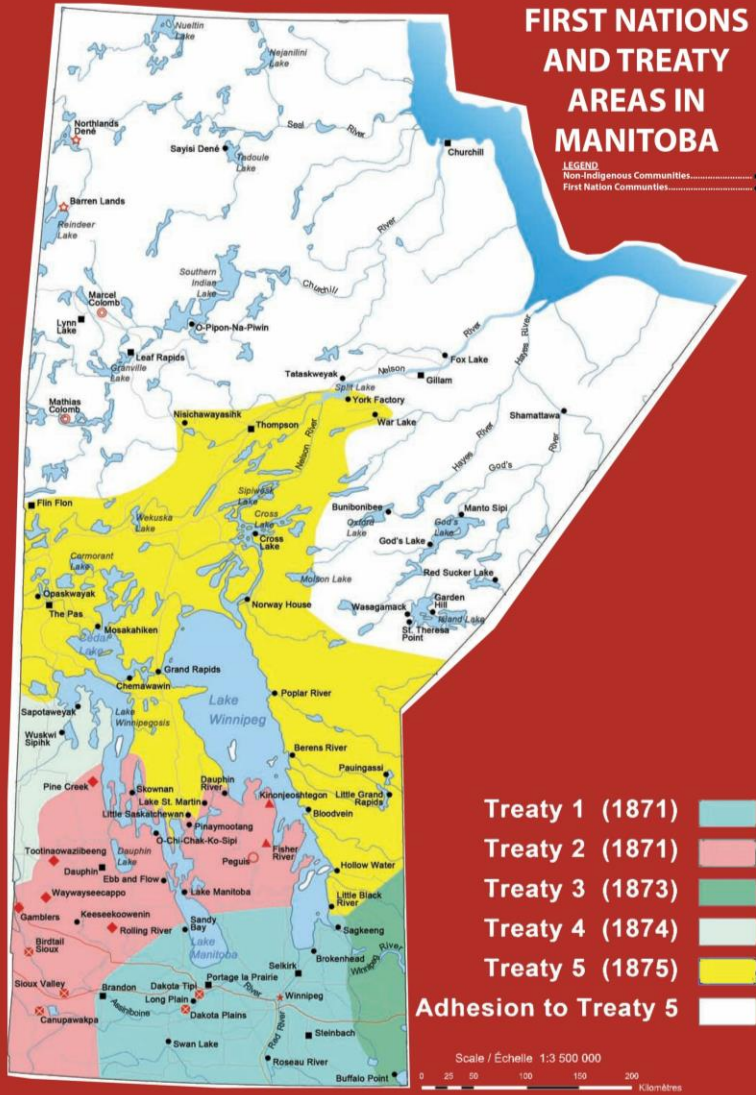 FIRST NATIONS
AND TREATY
AREAS IN
MANITOBA
LEGEND
Non-Indigenous Communities
First Nation Communties
Nueltin
Lake
Nejanilini
Lake
Northlands
Dené
Sayisi Dené
Tadoule
Lake
Seal River
Churchill
Barren Lands
Reindeer
Lake
Southern
Indian
Lake
Churchill River
Marcel
Colomb
Lynn
Lake
O-Pipon-Na-Piwin
Leaf Rapids
Granville
Lake
Mathias
Colomb
Fox Lake
Nelson River
Hayes River
Gillam
Tataskweyak
Split Lake
York Factory
War Lake
Nisichawayasihk
Thompson
Nelson River
Shamattawa
Hayes River
God's River
Flin Flon
Wekuska
Lake
Sipiwesk
Lake
Cross
Lake
Cross
Lake
Bunibonibee
Oxford
Lake
Manto Sipi
God's
Lake
God's Lake
Cormorant
Lake
Molson Lake
Red Sucker Lake
Opaskwayak
The Pas
Norway House
Wasagamack
Garden
Hill
Island Lake
St. Theresa
Point
Mosakahiken
Cedar
Lake
Grand Rapids
Chemawawin
Poplar River
Lake
Winnipeg
Sapotaweyak
Lake
Winnipegosis
Wuskwi
Sipihk
Berens River
Pauingassi
Little Grand
Rapids
Pine Creek
Skownan
Dauphin
River
Kinonjeoshtegon
Bloodvein
Lake St. Martin
Little Saskatchewan
Pinaymootang
O-Chi-Chak-Ko-Sipi
Fisher
River
Peguis
Tootinaowaziibeeng
Dauphin
Lake
Dauphin
Ebb and Flow
Hollow Water
Waywayseecappo
Lake Manitoba
Little Black
River
Gamblers
Keeseekoowenin
Rolling River
Sandy
Bay
Sagkeeng
Birdtail
Sioux
Lake
Manitoba
Brokenhead
Winnipeg River
Selkirk
Sioux Valley
Brandon
Dakota Tipi
Portage la Prairie
Long Plain
Assiniboine River
Winnipeg
Canupawakpa
Dakota Plains
Red River
Steinbach
Swan Lake
Roseau River
Buffalo Point
Treaty 1 (1871)
Treaty 2 (1871)
Treaty 3 (1873)
Treaty 4 (1874)
Treaty 5 (1875)
Adhesion to Treaty 5
Scale / Échelle 1:3 500 000
0 25 50 100 150 200
Kilomètres